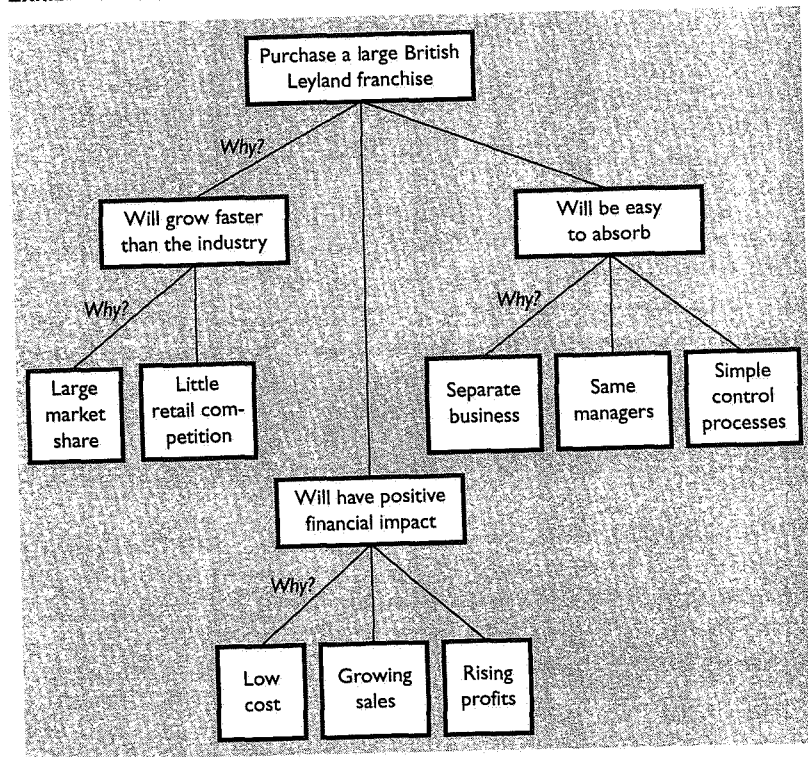 Purchase a large British
Leyland franchise
Why?
Will grow faster
than the industry
Will be easy
to absorb
Why?
Why?
Large
market
share
Little
retail com-
petition
Separate
business
Same
managers
Simple
control
processes
Will have positive
financial impact
Why?
Low
cost
Growing
sales
Rising
profits